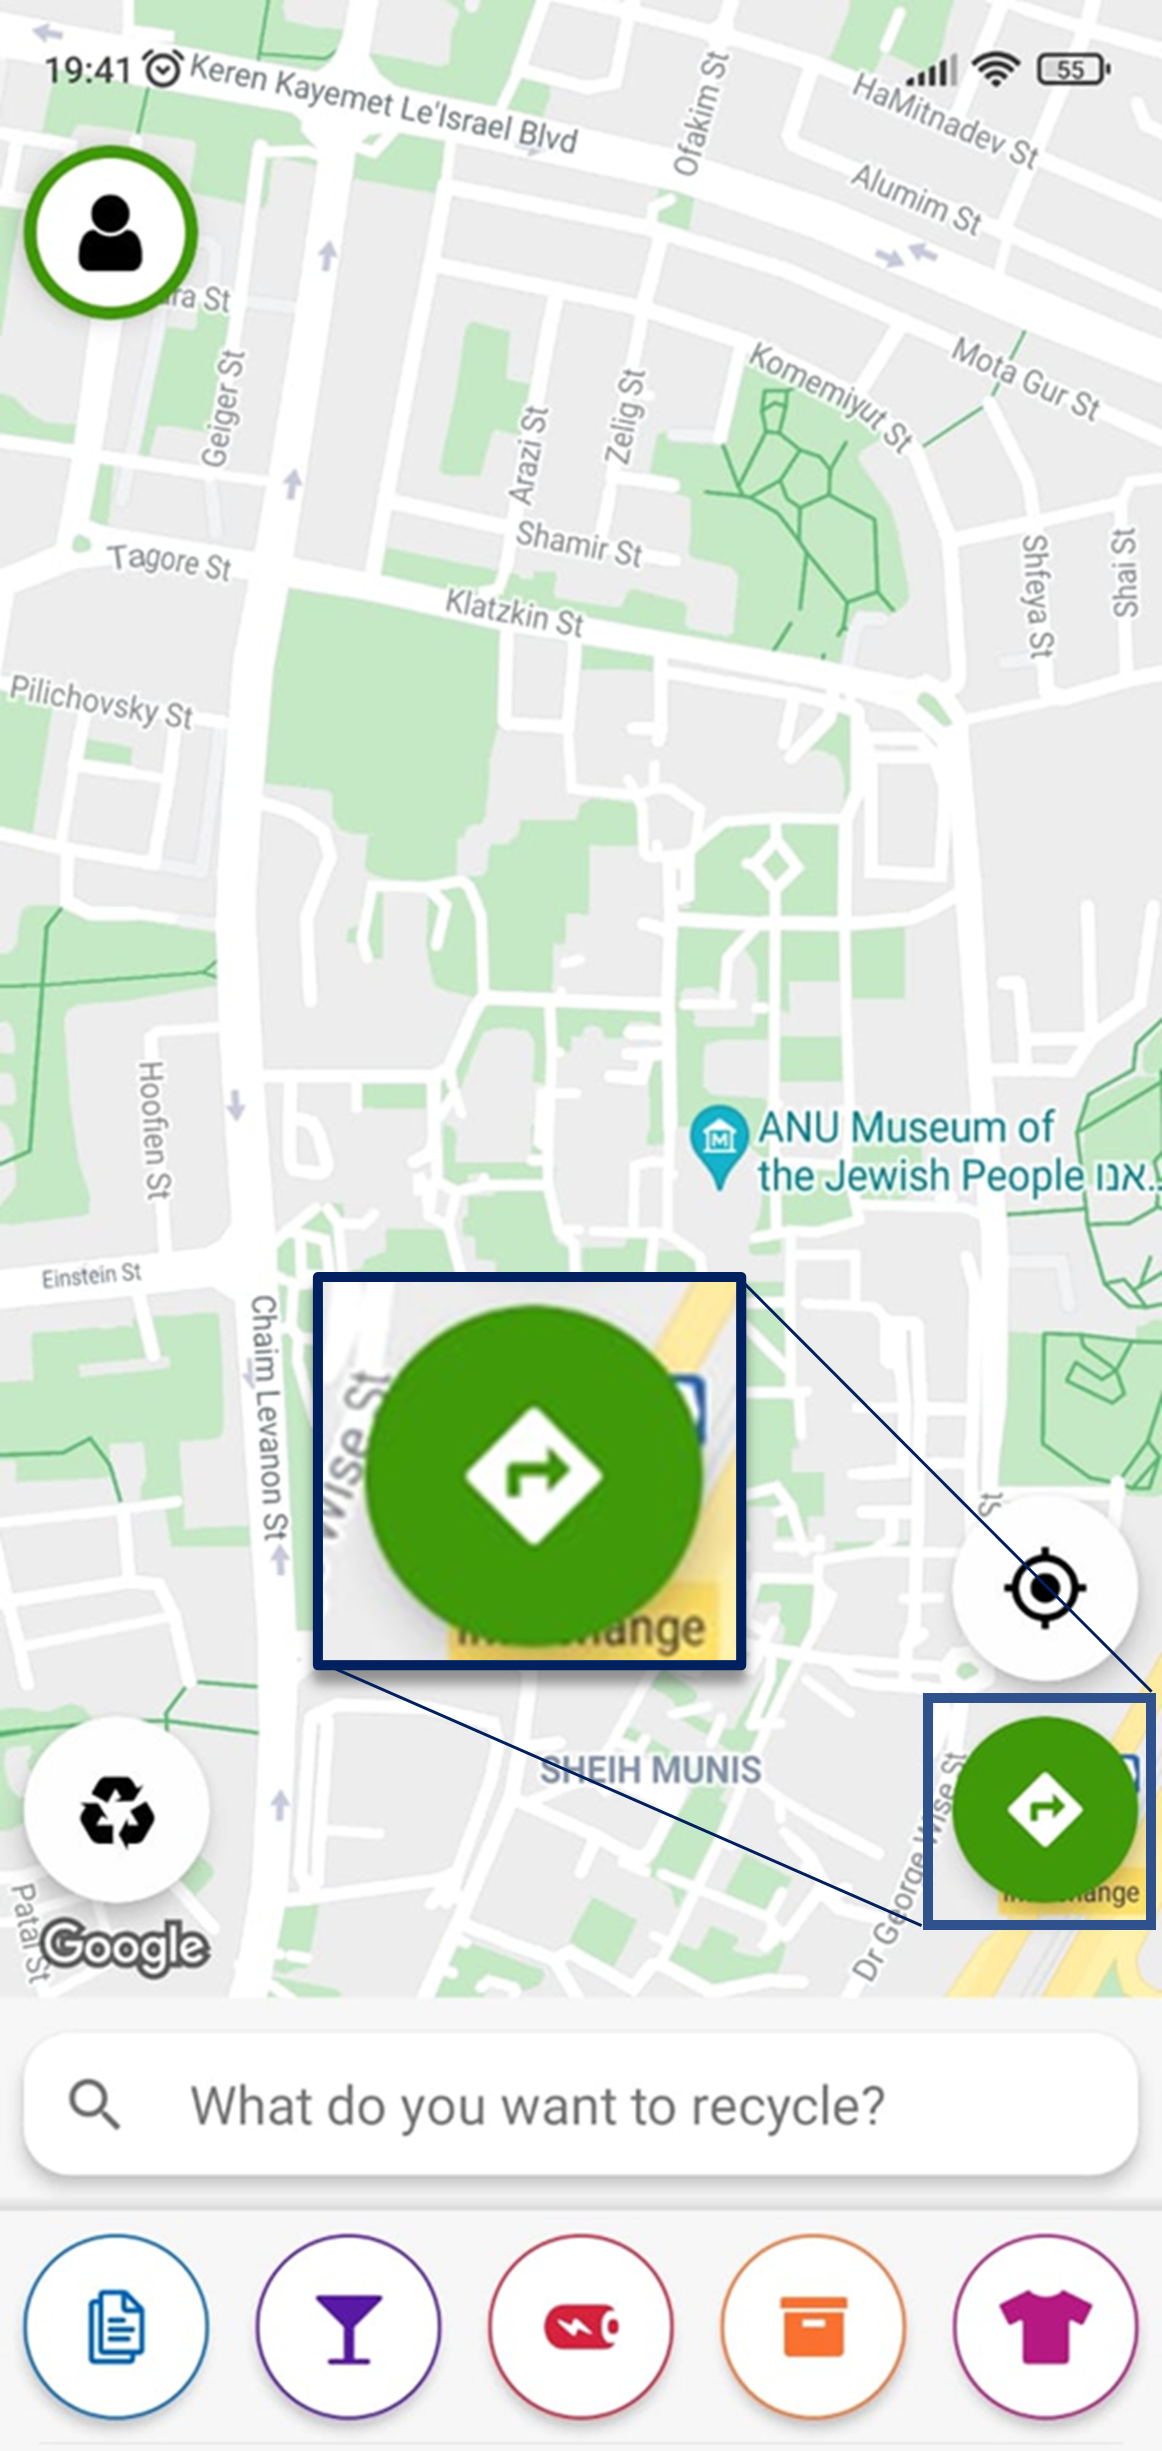 19:41
55
Keren Kayemet Le'Israel Blvd
Ofakim St
HaMitnadev St
Alumim St
ra St
Geiger St
Arazi St
Zelig St
Komemiyut St
Mota Gur St
Shamir St
Shfeya St
Shai St
Tagore St
Klatzkin St
Pilichovsky St
Hoofien St
ANU Museum of
the Jewish People אנו...
Einstein St
Chaim Levanon St
Wise St
ange
St
SHEIH MUNIS
Dr George Wise St
ange
Patai St
Google
What do you want to recycle?